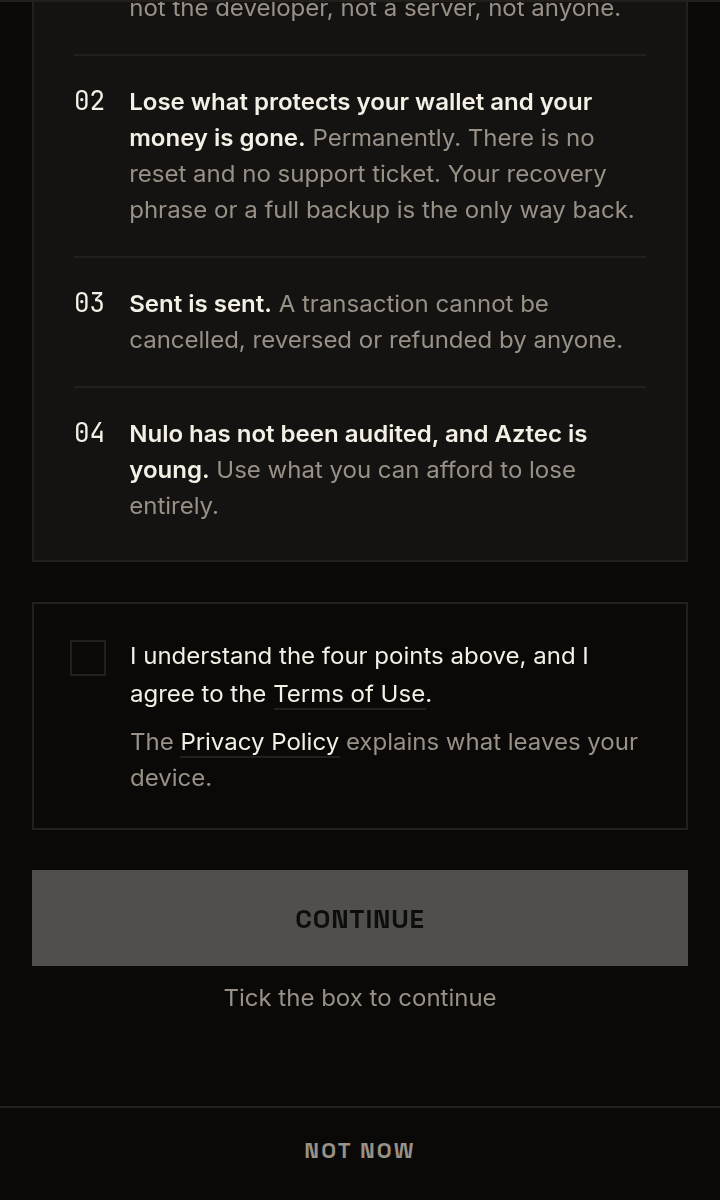 not the developer, not a server, not anyone.
02 Lose what protects your wallet and your
money is gone. Permanently. There is no
reset and no support ticket. Your recovery
phrase or a full backup is the only way back.
03 Sent is sent. A transaction cannot be
cancelled, reversed or refunded by anyone.
04 Nulo has not been audited, and Aztec is
young. Use what you can afford to lose
entirely.
I understand the four points above, and I
agree to the Terms of Use.
The Privacy Policy explains what leaves your
device.
CONTINUE
Tick the box to continue
NOT NOW